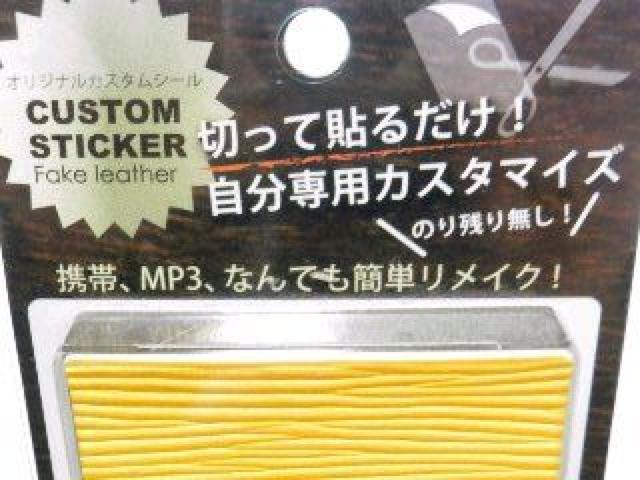 オリジナルカスタムシール
CUSTOM
STICKER
Fake leather
切って貼るだけ！
自分専用カスタマイズ
のり残り無し！
携帯、MP3、なんでも簡単リメイク！